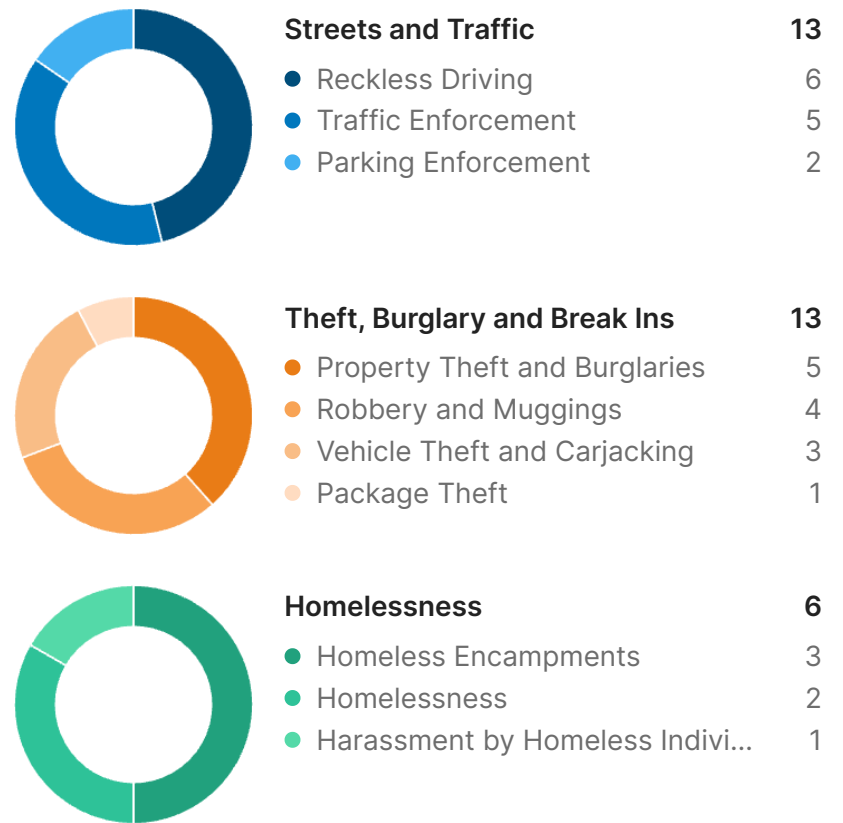 Streets and Traffic 13
Reckless Driving 6
Traffic Enforcement 5
Parking Enforcement 2
Theft, Burglary and Break Ins 13
Property Theft and Burglaries 5
Robbery and Muggings 4
Vehicle Theft and Carjacking 3
Package Theft 1
Homelessness 6
Homeless Encampments 3
Homelessness 2
Harassment by Homeless Indivi... 1